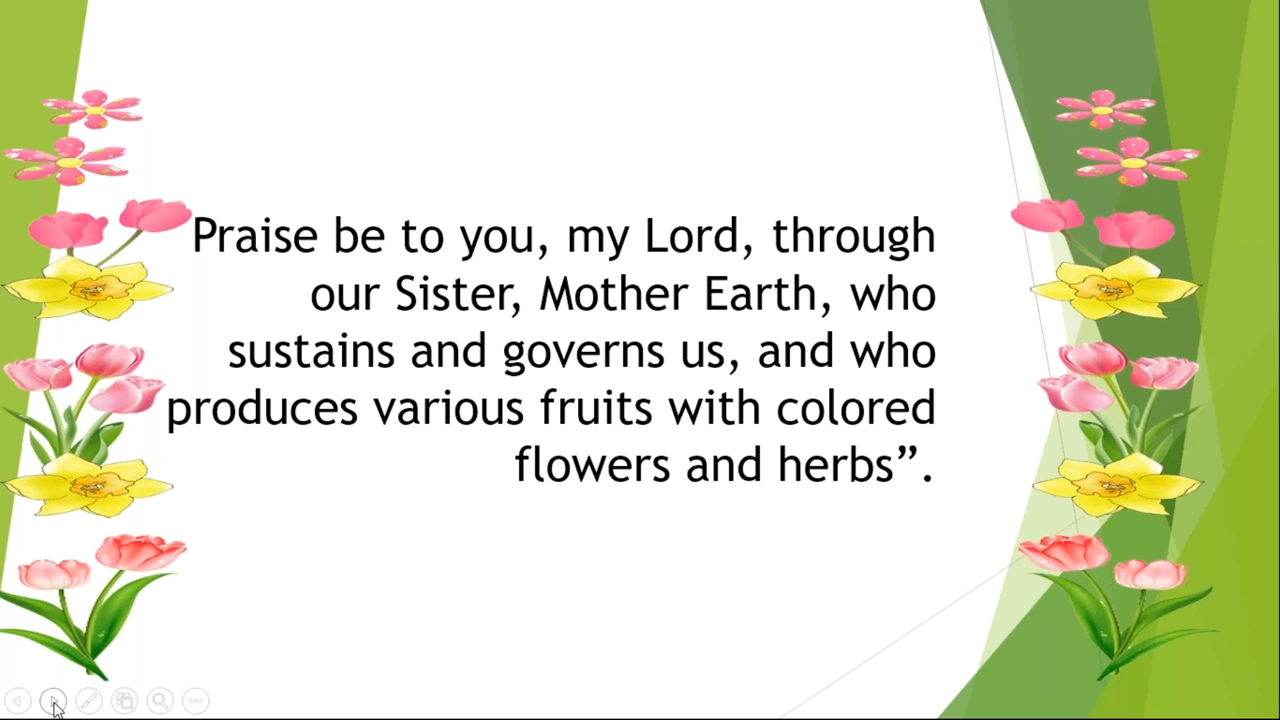 Praise be to you, my Lord, through
our Sister, Mother Earth, who
sustains and governs us, and who
produces various fruits with colored
flowers and herbs”.